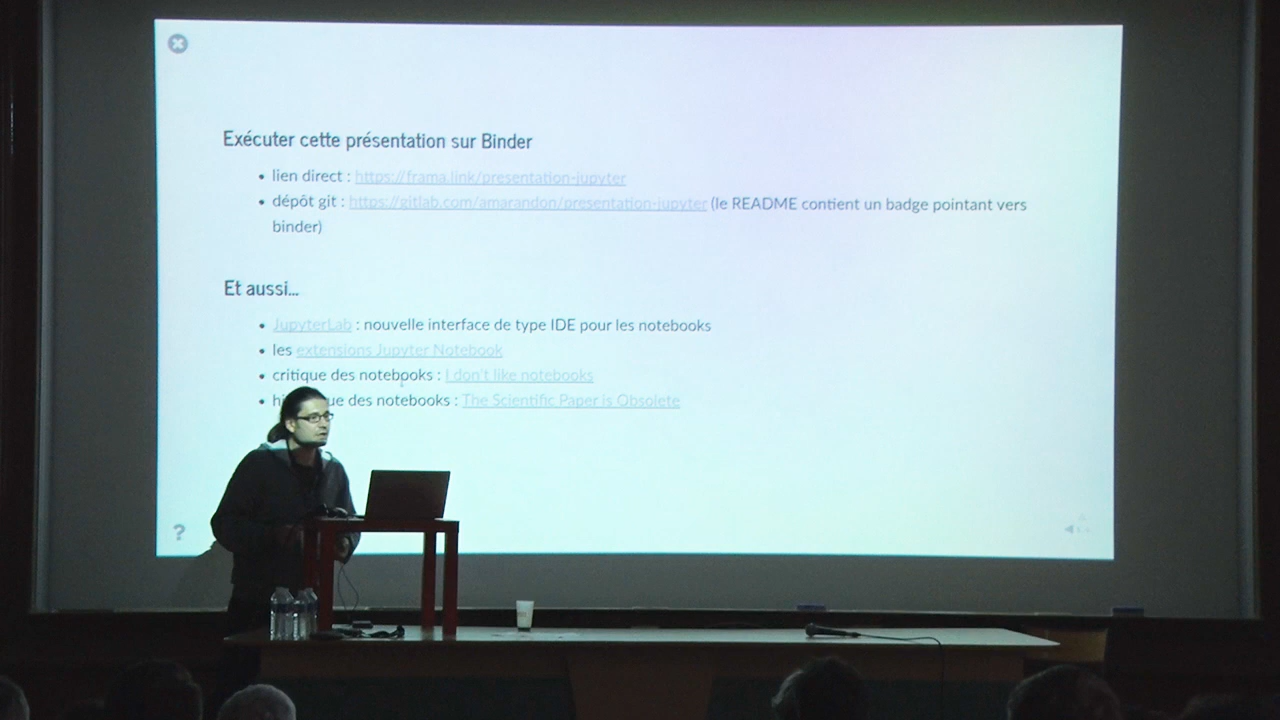 Exécuter cette présentation sur Binder
• lien direct : https://frama.link/presentation-jupyter
• dépôt git : https://gitlab.com/amarandon/presentation-jupyter (le README contient un badge pointant vers
binder)
Et aussi...
• JupyterLab : nouvelle interface de type IDE pour les notebooks
• les extensions Jupyter Notebook
• critique des notebooks : I don't like notebooks
• des notebooks : The Scientific Paper is Obsolete
?